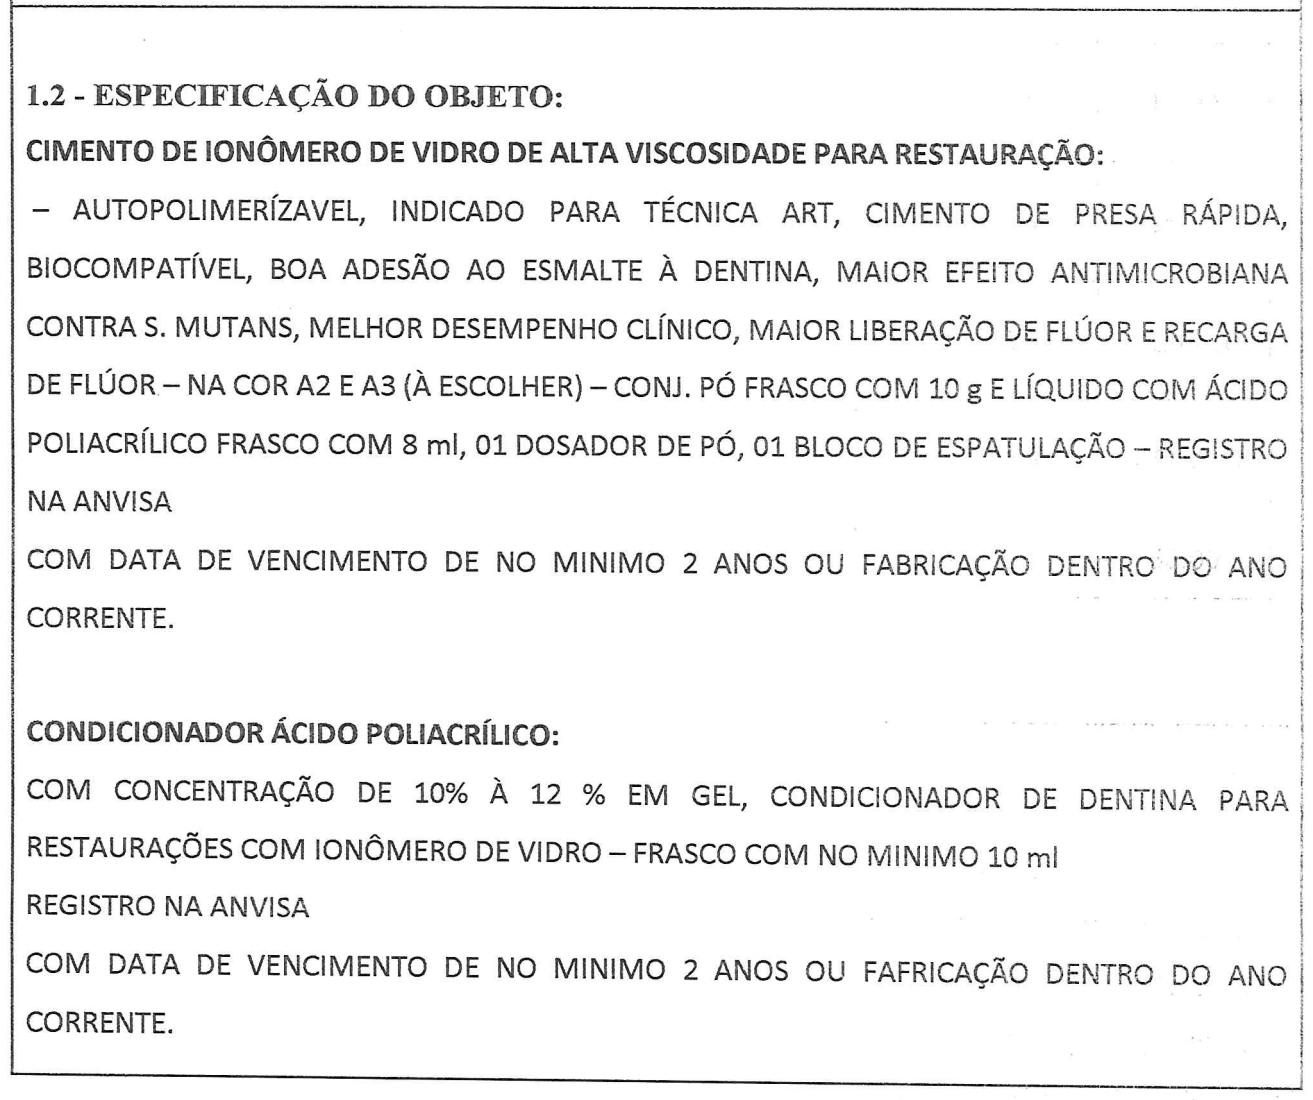 1.2 - ESPECIFICAÇÃO DO OBJETO:
CIMENTO DE IONÔMERO DE VIDRO DE ALTA VISCOSIDADE PARA RESTAURAÇÃO:
– AUTOPOLIMERÍZAVEL, INDICADO PARA TÉCNICA ART, CIMENTO DE PRESA RÁPIDA,
BIOCOMPATÍVEL, BOA ADESÃO AO ESMALTE À DENTINA, MAIOR EFEITO ANTIMICROBIANA
CONTRA S. MUTANS, MELHOR DESEMPENHO CLÍNICO, MAIOR LIBERAÇÃO DE FLÚOR E RECARGA
DE FLÚOR – NA COR A2 E A3 (À ESCOLHER) – CONJ. PÓ FRASCO COM 10 g E LÍQUIDO COM ÁCIDO
POLIACRÍLICO FRASCO COM 8 ml, 01 DOSADOR DE PÓ, 01 BLOCO DE ESPATULAÇÃO – REGISTRO
NA ANVISA
COM DATA DE VENCIMENTO DE NO MINIMO 2 ANOS OU FABRICAÇÃO DENTRO DO ANO
CORRENTE.
CONDICIONADOR ÁCIDO POLIACRÍLICO:
COM CONCENTRAÇÃO DE 10% À 12 % EM GEL, CONDICIONADOR DE DENTINA PARA
RESTAURAÇÕES COM IONÔMERO DE VIDRO – FRASCO COM NO MINIMO 10 ml
REGISTRO NA ANVISA
COM DATA DE VENCIMENTO DE NO MINIMO 2 ANOS OU FAFRICAÇÃO DENTRO DO ANO
CORRENTE.